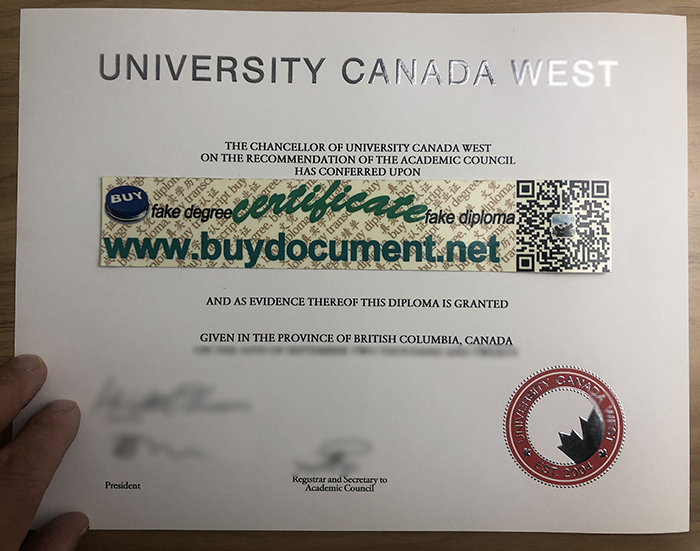 UNIVERSITY CANADA WEST
THE CHANCELLOR OF UNIVERSITY CANADA WEST
ON THE RECOMMENDATION OF THE ACADEMIC COUNCIL
HAS CONFERRED UPON
BUY fake degree certificate fake diploma
www.buydocument.net
AND AS EVIDENCE THEREOF THIS DIPLOMA IS GRANTED
GIVEN IN THE PROVINCE OF BRITISH COLUMBIA, CANADA
UNIVERSITY CANADA WEST
EST. 2004
President
Registrar and Secretary to
Academic Council